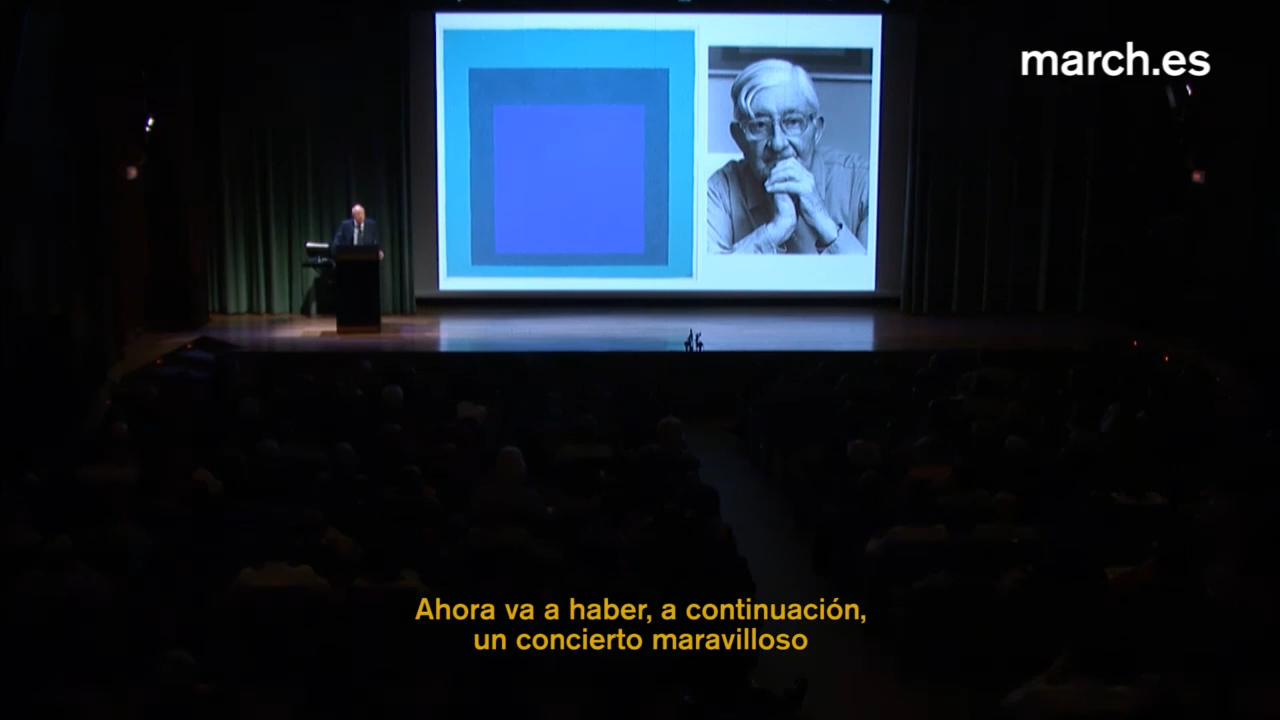 march.es
Ahora va a haber, a continuación,
un concierto maravilloso